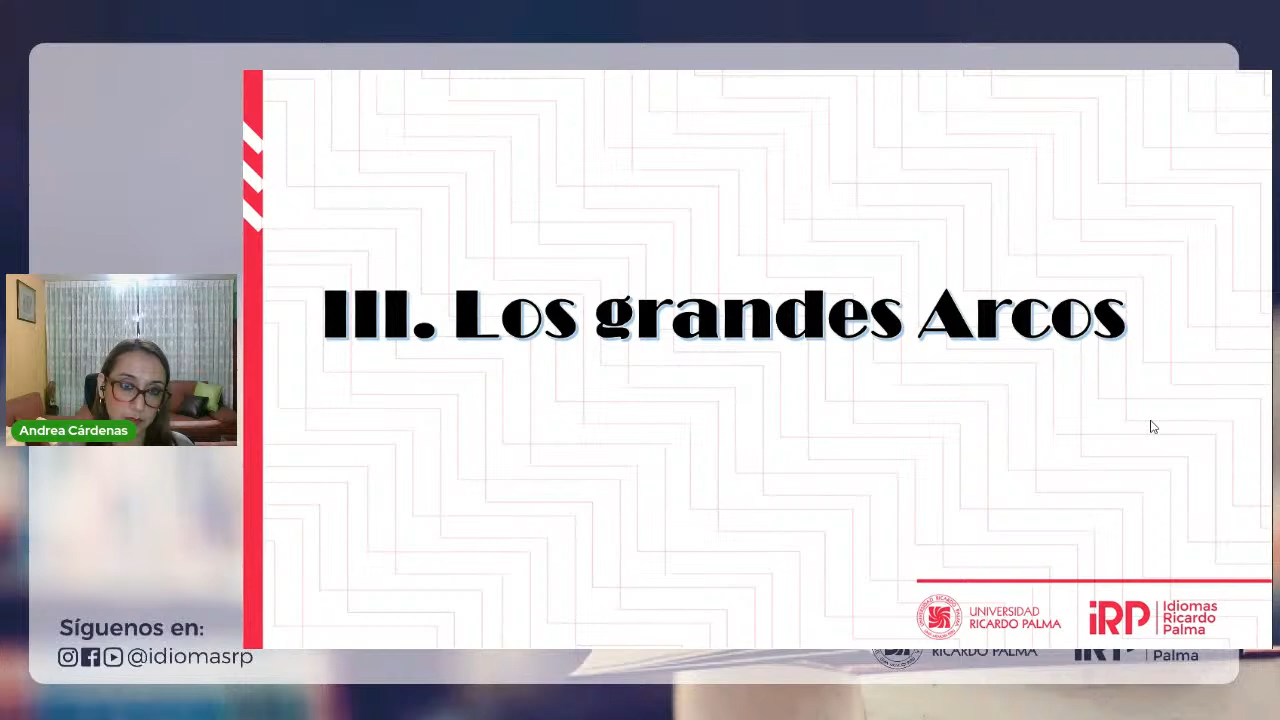 III. Los grandes Arcos
Andrea Cárdenas
UNIVERSIDAD
RICARDO PALMA
iRP
Idiomas
Ricardo
Palma
Síguenos en:
@idiomasrp
RICARDO PALMA
Palma